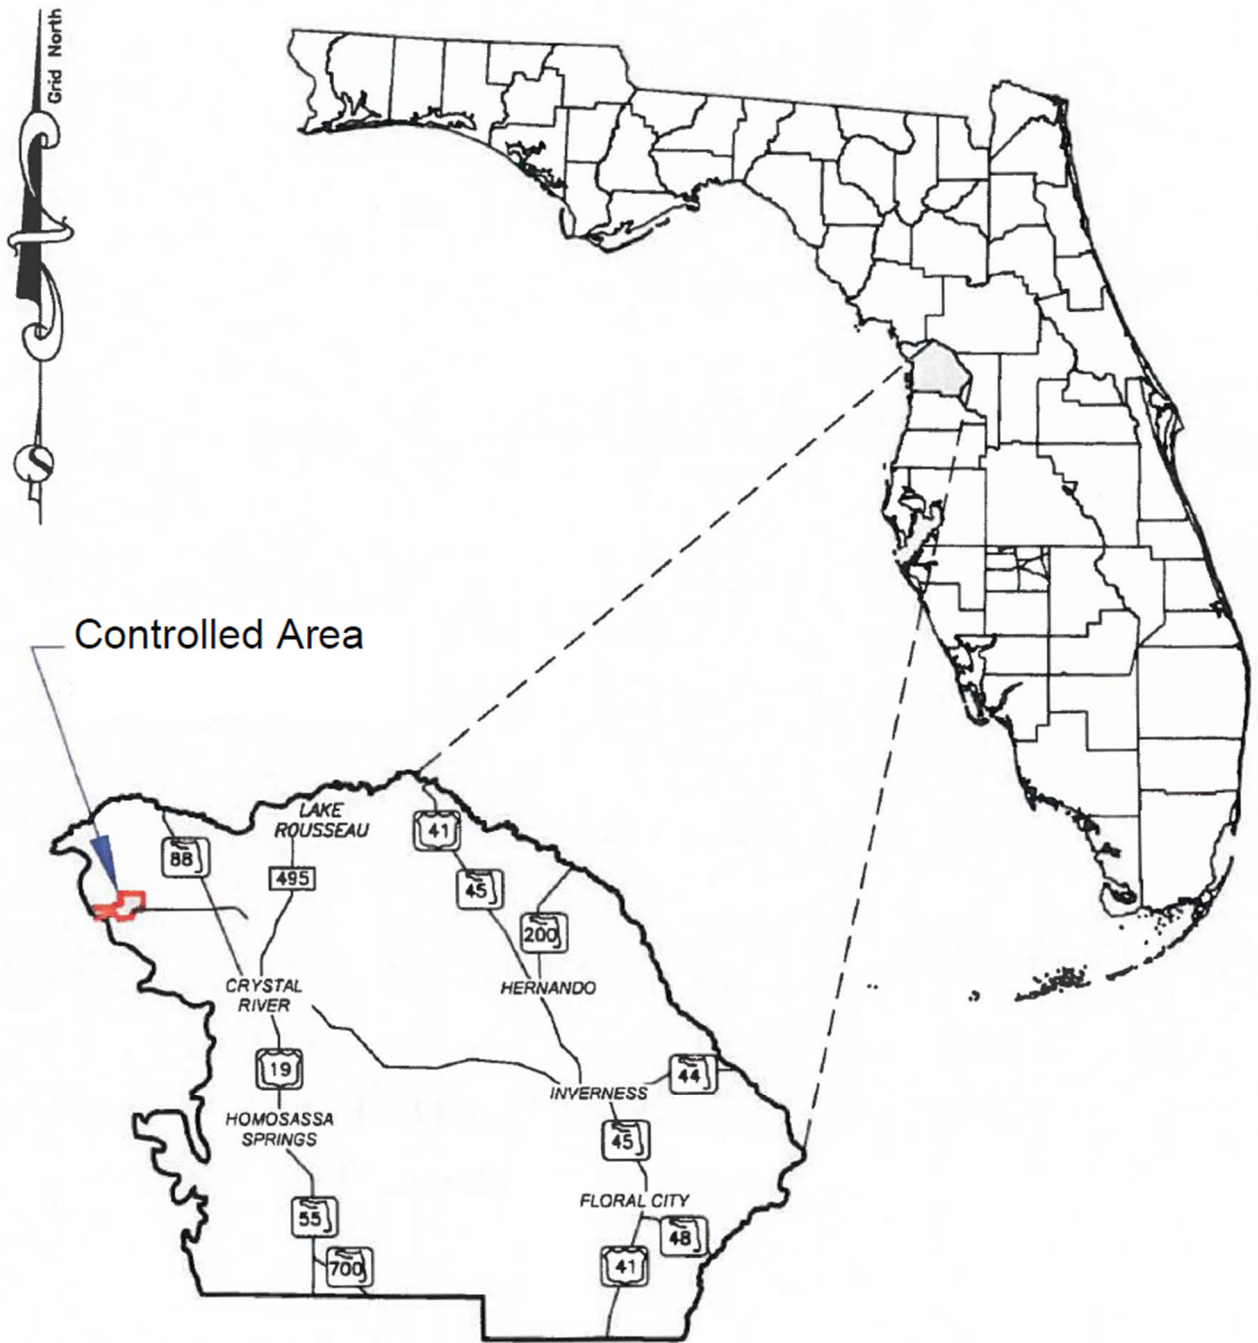 Grid North
Controlled Area
LAKE
ROUSSEAU
41
88
495
45
200
CRYSTAL
RIVER
HERNANDO
19
44
INVERNESS
HOMOSASSA
SPRINGS
45
FLORAL CITY
55
48
700
41